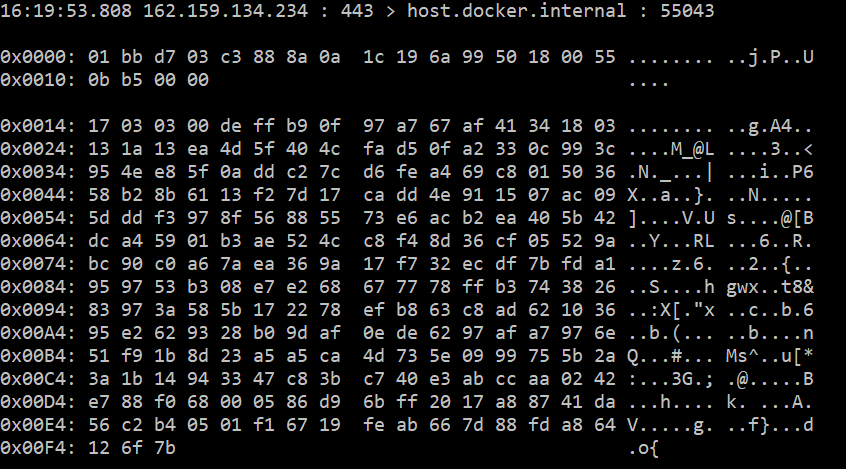 16:19:53.808 162.159.134.234 : 443 > host.docker.internal : 55043
0x0000: 01 bb d7 03 c3 88 8a 0a  1c 19 6a 99 50 18 00 55  ........ ..j.P..U
0x0010: 0b b5 00 00                                       ....
0x0014: 17 03 03 00 de ff b9 0f  97 a7 67 af 41 34 18 03  ........ ..g.A4..
0x0024: 13 1a 13 ea 4d 5f 40 4c  fa d5 0f a2 33 0c 99 3c  ....M_@L ....3..<
0x0034: 95 4e e8 5f 0a dd c2 7c  d6 fe a4 69 c8 01 50 36  .N._...| ...i..P6
0x0044: 58 b2 8b 61 13 f2 7d 17  ca dd 4e 91 15 07 ac 09  X..a..}. ..N.....
0x0054: 5d dd f3 97 8f 56 88 55  73 e6 ac b2 ea 40 5b 42  ]....V.U s....@[B
0x0064: dc a4 59 01 b3 ae 52 4c  c8 f4 8d 36 cf 05 52 9a  ..Y...RL ...6..R.
0x0074: bc 90 c0 a6 7a ea 36 9a  17 f7 32 ec df 7b fd a1  ....z.6. ..2..{..
0x0084: 95 97 53 b3 08 e7 e2 68  67 77 78 ff b3 74 38 26  ..S....h gwx..t8&
0x0094: 83 97 3a 58 5b 17 22 78  ef b8 63 c8 ad 62 10 36  ..:X[."x ..c..b.6
0x00A4: 95 e2 62 93 28 b0 9d af  0e de 62 97 af a7 97 6e  ..b.(... ..b....n
0x00B4: 51 f9 1b 8d 23 a5 a5 ca  4d 73 5e 09 99 75 5b 2a  Q...#... Ms^..u[*
0x00C4: 3a 1b 14 94 33 47 c8 3b  c7 40 e3 ab cc aa 02 42  :...3G.; .@.....B
0x00D4: e7 88 f0 68 00 05 86 d9  6b ff 20 17 a8 87 41 da  ...h.... k. ...A.
0x00E4: 56 c2 b4 05 01 f1 67 19  fe ab 66 7d 88 fd a8 64  V.....g. ..f}...d
0x00F4: 12 6f 7b                                          .o{